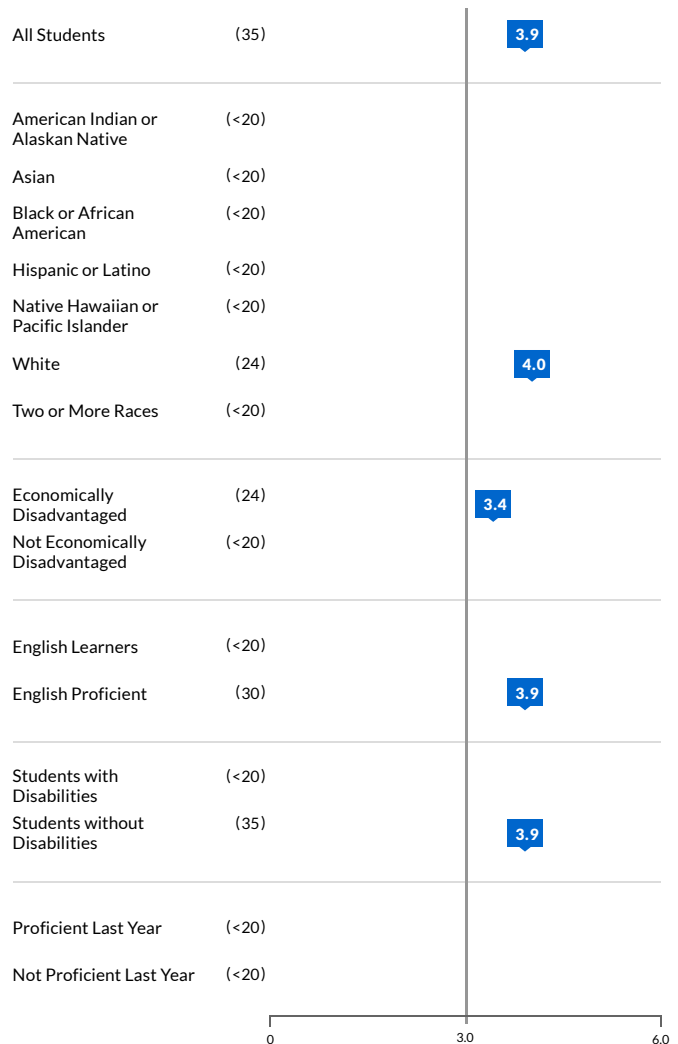 All Students (35) 3.9
American Indian or (<20)
Alaskan Native
Asian (<20)
Black or African (<20)
American
Hispanic or Latino (<20)
Native Hawaiian or (<20)
Pacific Islander
White (24) 4.0
Two or More Races (<20)
Economically (24) 3.4
Disadvantaged
Not Economically (<20)
Disadvantaged
English Learners (<20)
English Proficient (30) 3.9
Students with (<20)
Disabilities
Students without (35) 3.9
Disabilities
Proficient Last Year (<20)
Not Proficient Last Year (<20)
0 3.0 6.0